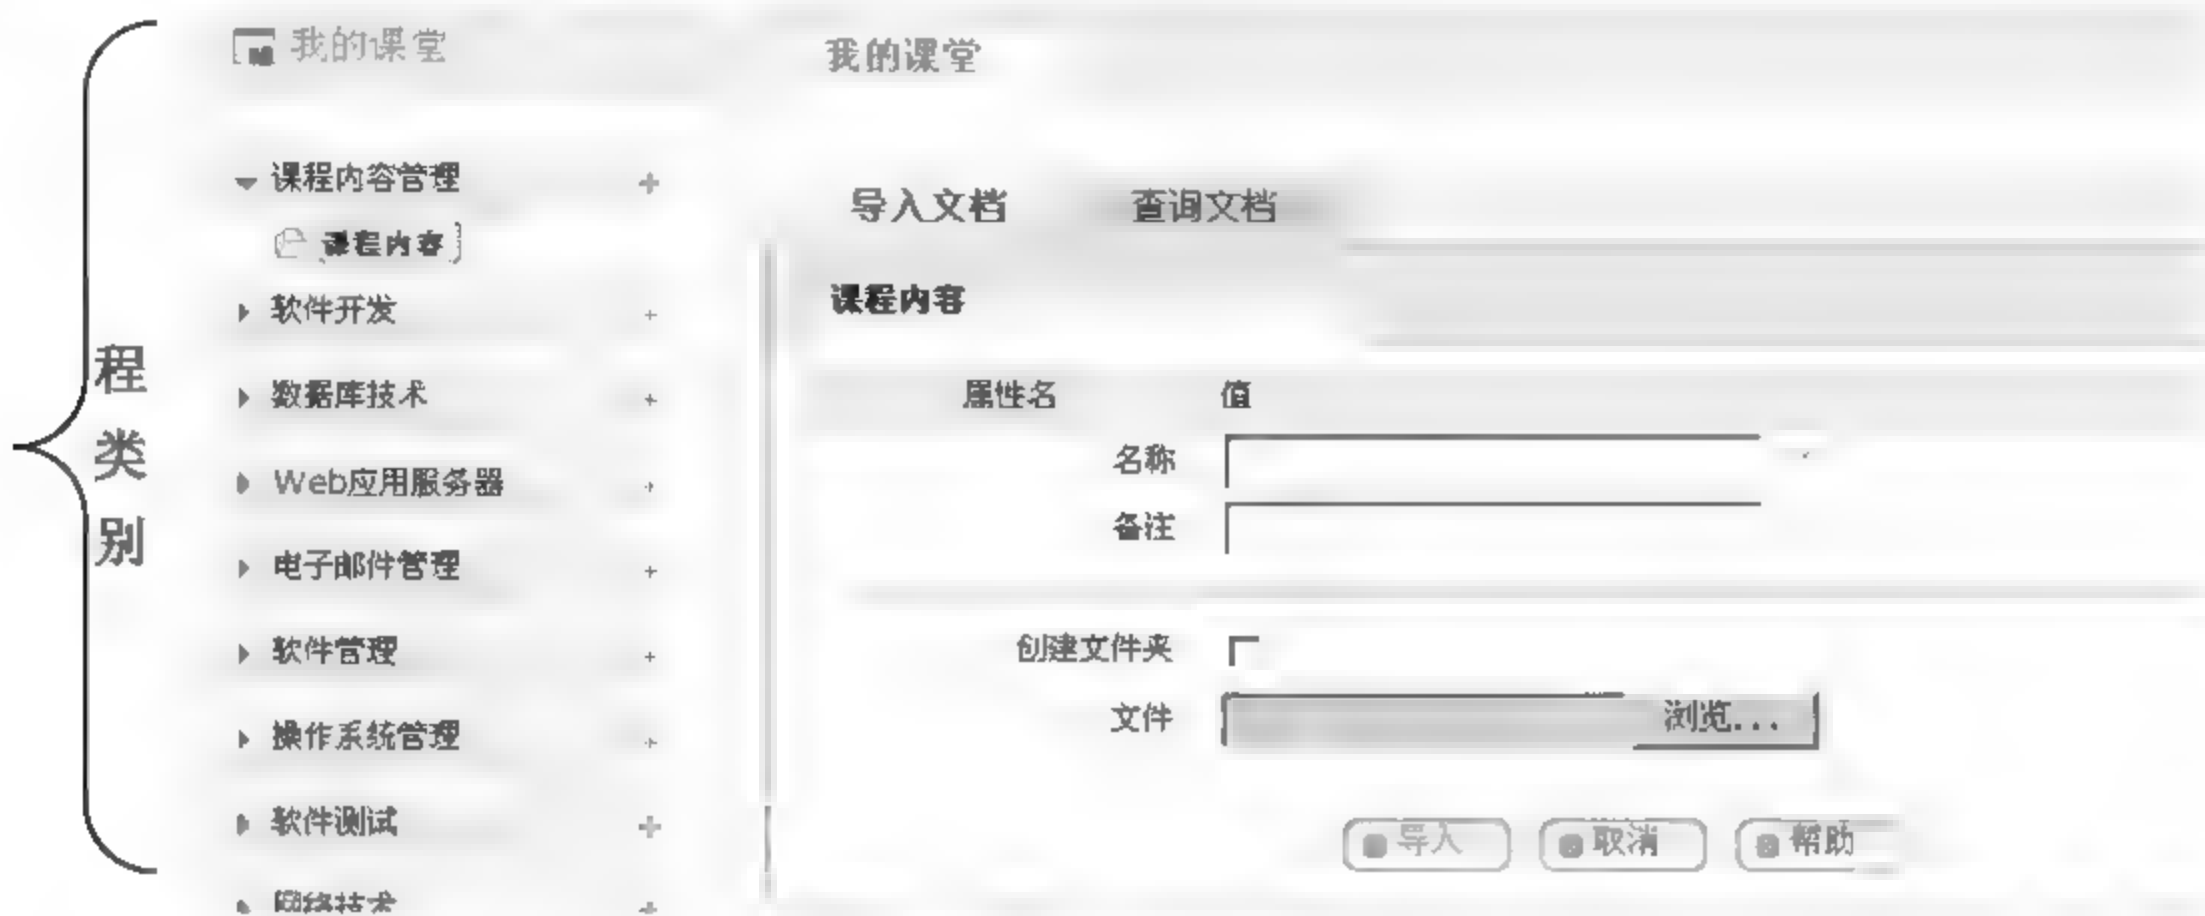 我的课堂
课程内容管理 +
课程内容
软件开发 +
数据库技术 +
Web应用服务器 +
电子邮件管理 +
软件管理 +
操作系统管理 +
软件测试 +
网络技术 +
程
类
别
我的课堂
导入文档 查询文档
课程内容
属性名 值
名称
备注
创建文件夹
文件 浏览...
导入 取消 帮助